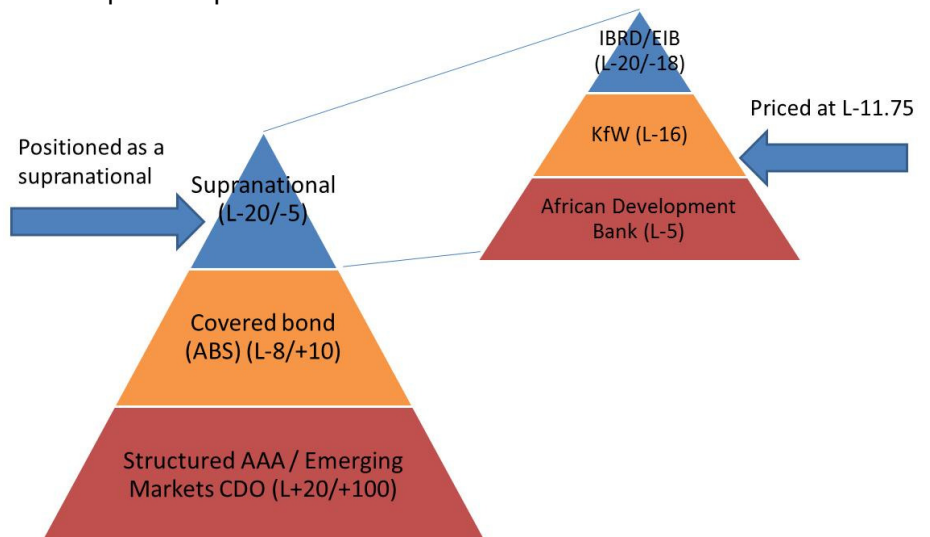 Positioned as a
supranational
Supranational
(L-20/-5)
Covered bond
(ABS) (L-8/+10)
Structured AAA / Emerging
Markets CDO (L+20/+100)
IBRD/EIB
(L-20/-18)
KfW (L-16)
African Development
Bank (L-5)
Priced at L-11.75